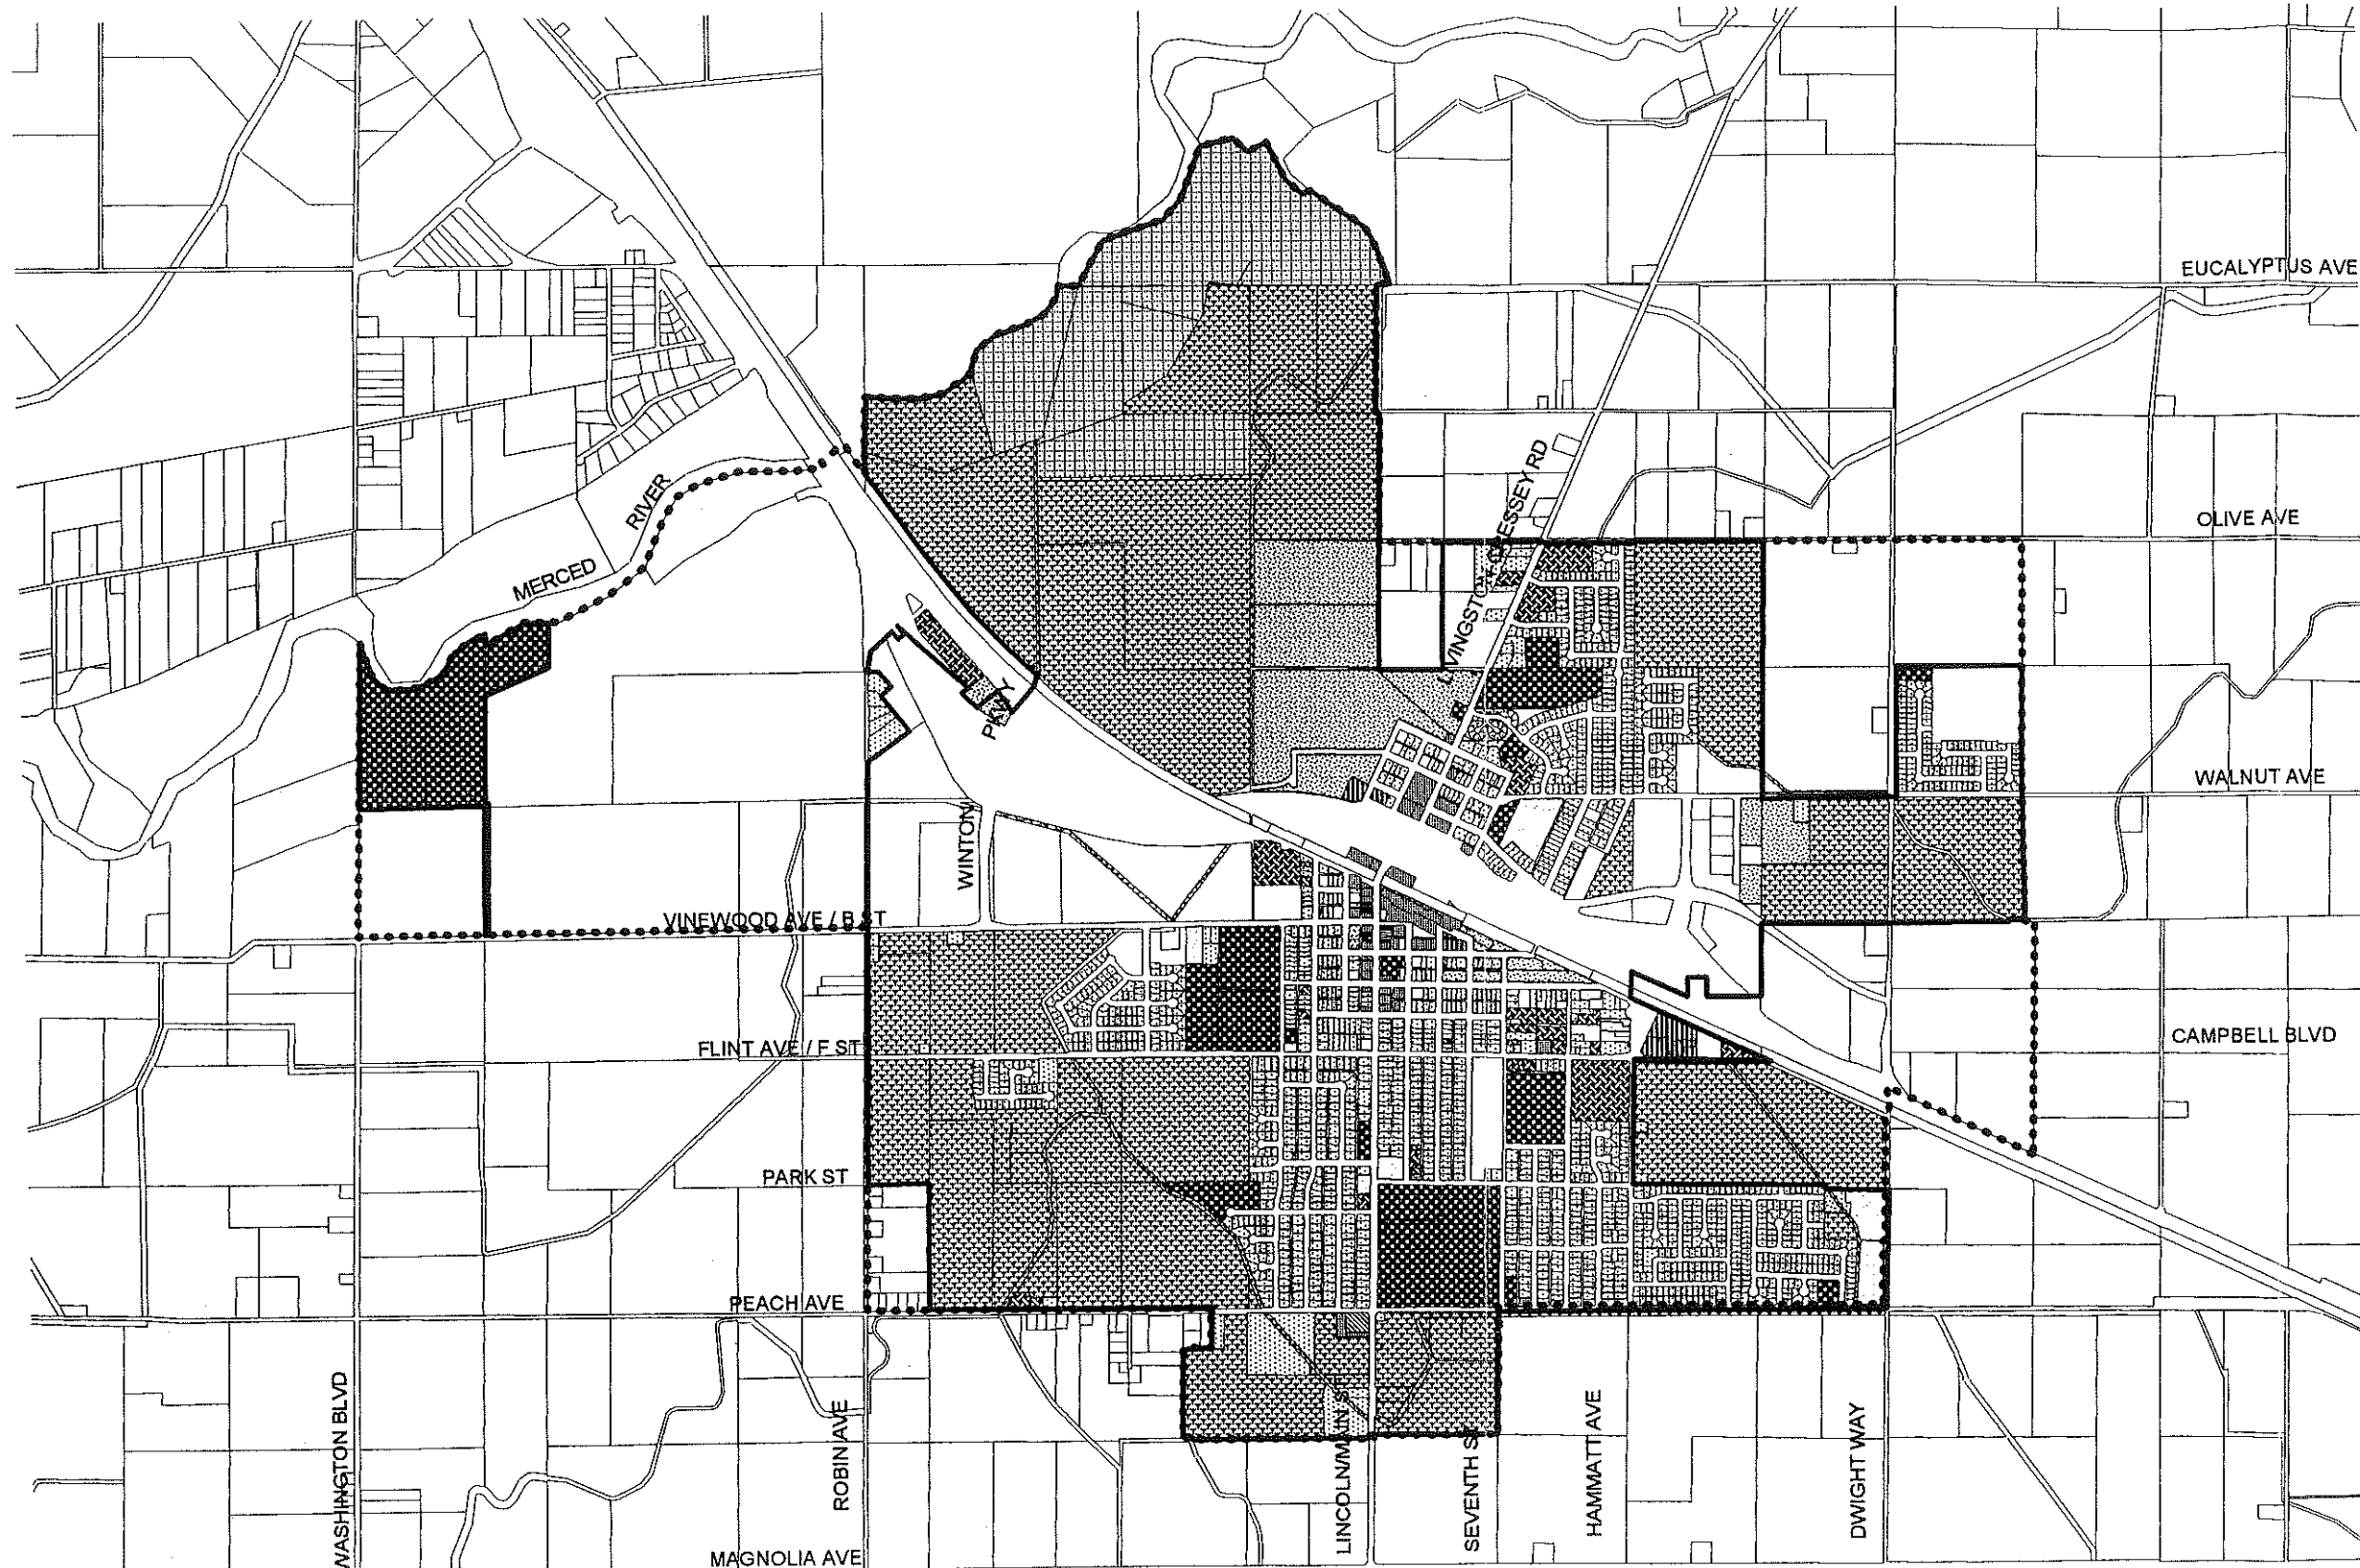 EUCALYPTUS AVE
LIVINGSTON-CRESSEY RD
RIVER
OLIVE AVE
MERCED
PKWY
WALNUT AVE
WINTON
VINEWOOD AVE / B ST
FLINT AVE / F ST
CAMPBELL BLVD
PARK ST
PEACH AVE
WASHINGTON BLVD
ROBIN AVE
LINCOLN/MAIN ST
SEVENTH ST
HAMMATT AVE
DWIGHT WAY
MAGNOLIA AVE